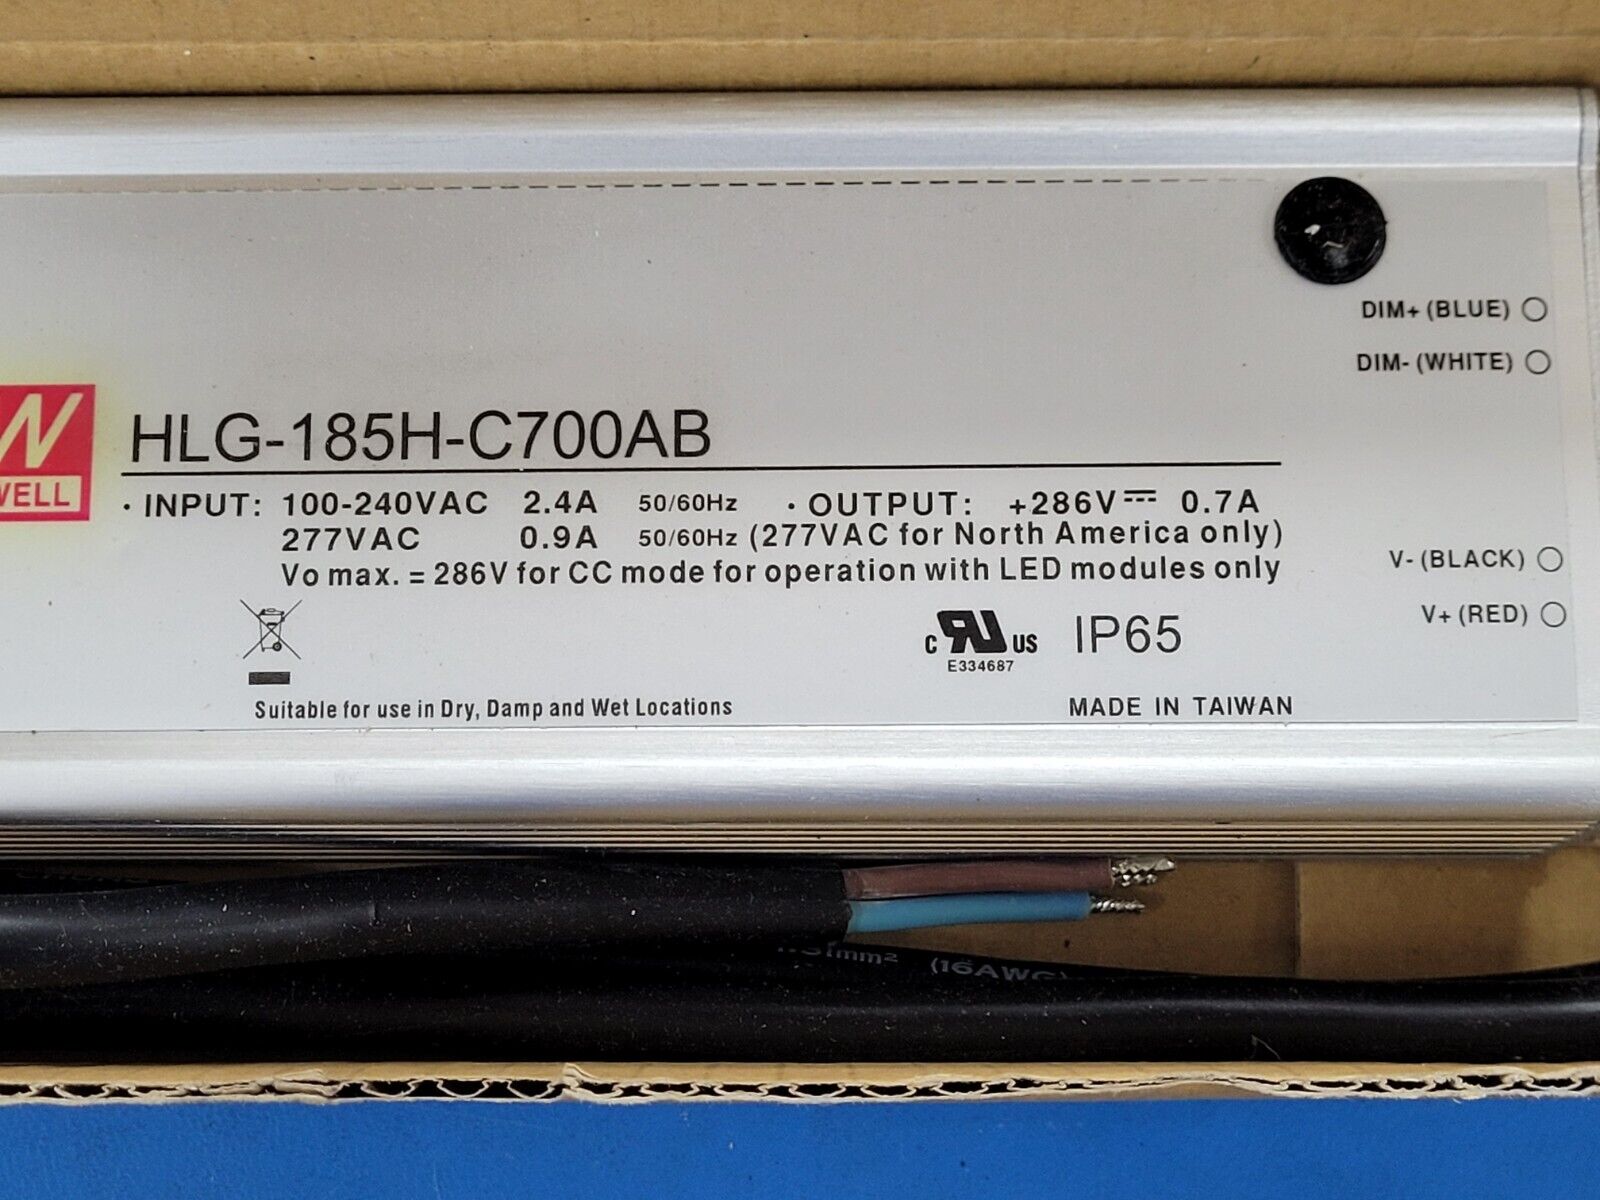 DIM+ (BLUE)
DIM- (WHITE)
W
WELL
HLG-185H-C700AB
· INPUT: 100-240VAC 2.4A 50/60Hz · OUTPUT: +286V⎓ 0.7A
277VAC 0.9A 50/60Hz (277VAC for North America only)
Vo max. = 286V for CC mode for operation with LED modules only
V- (BLACK)
V+ (RED)
c RU US
E334687
IP65
Suitable for use in Dry, Damp and Wet Locations
MADE IN TAIWAN
31mm² (16AWG)